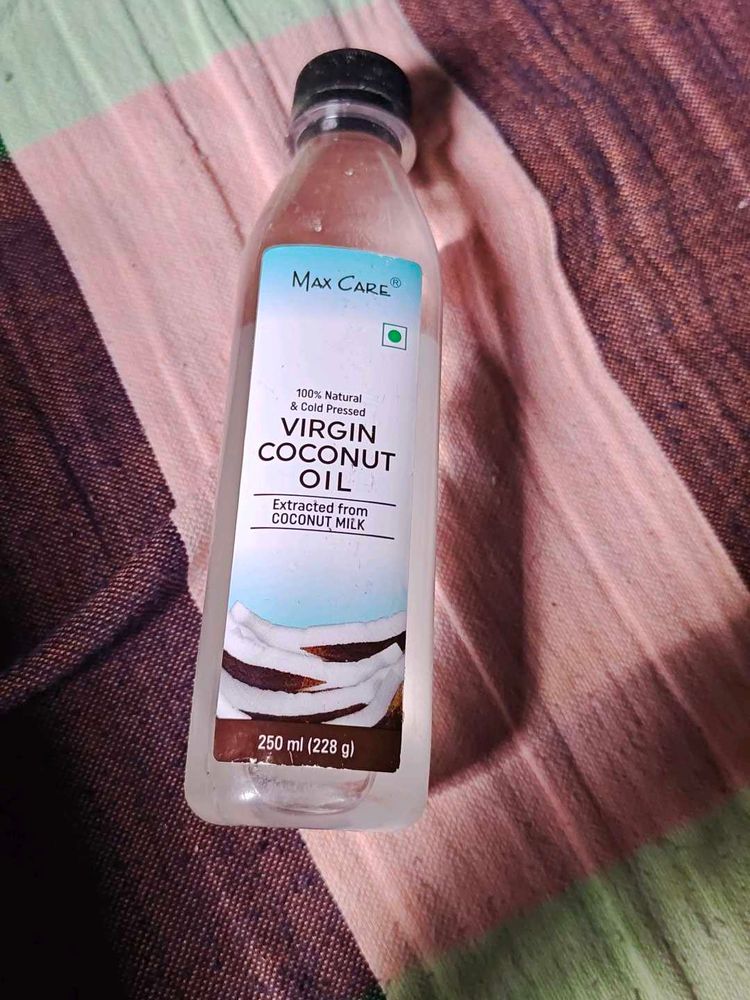 MAX CARE®
100% Natural
& Cold Pressed
VIRGIN
COCONUT
OIL
Extracted from
COCONUT MILK
250 ml (228 g)